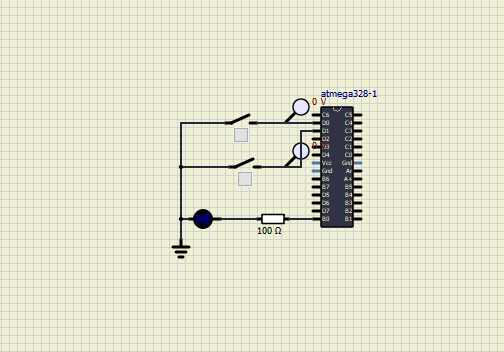 atmega328-1
0 V
0
100 Ω
C6 C5
D0 C4
D1 C3
D2 C2
D3 C1
D4 C0
Vcc Gnd
Gnd Ar
B6 A+
B7 B5
D5 B4
D6 B3
D7 B2
B0 B1